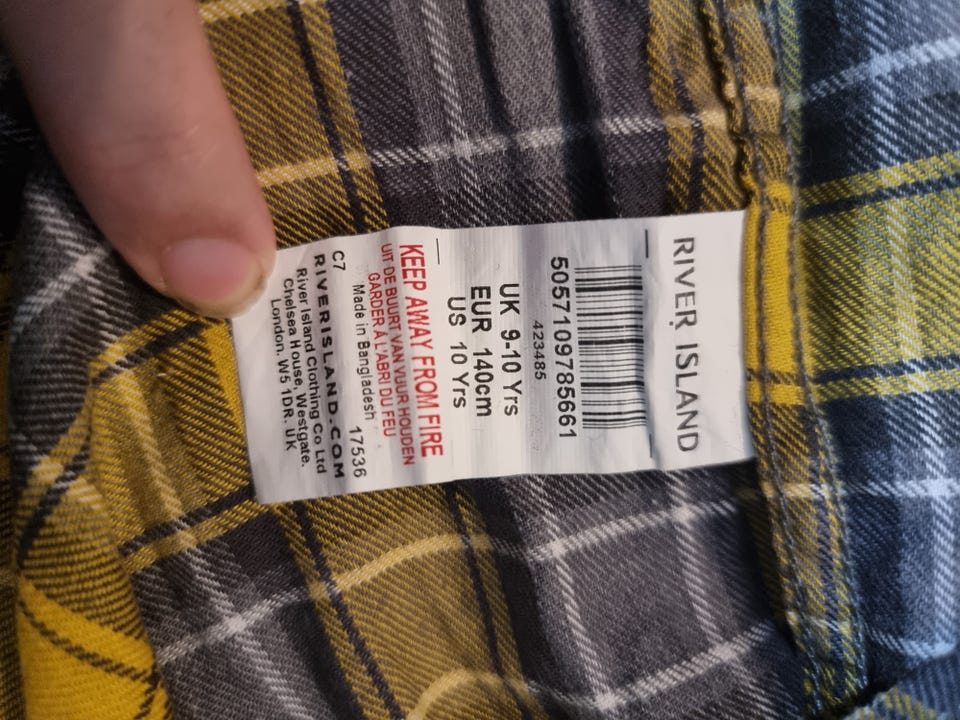 RIVER ISLAND
5057109785661
423485
UK 9-10 Yrs
EUR 140cm
US 10 Yrs
KEEP AWAY FROM FIRE
UIT DE BUURT VAN VUUR HOUDEN
GARDER À L'ABRI DU FEU
Made in Bangladesh 17536
C7
RIVERISLAND.COM
River Island Clothing Co Ltd
Chelsea House, Westgate.
London. W5 1DR. UK